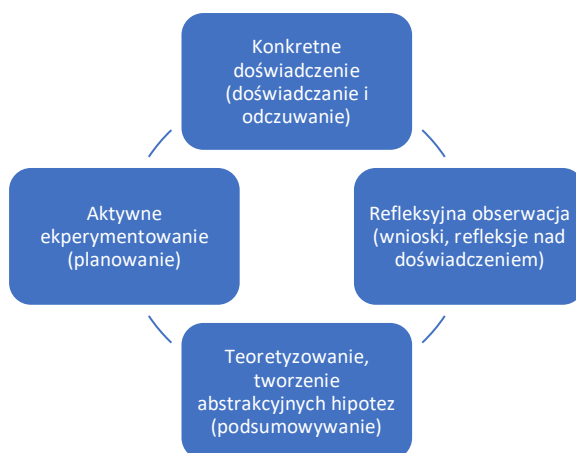 Konkretne
doświadczenie
(doświadczanie i
odczuwanie)
Aktywne
ekperymentowanie
(planowanie)
Refleksyjna obserwacja
(wnioski, refleksje nad
doświadczeniem)
Teoretyzowanie,
tworzenie
abstrakcyjnych hipotez
(podsumowywanie)